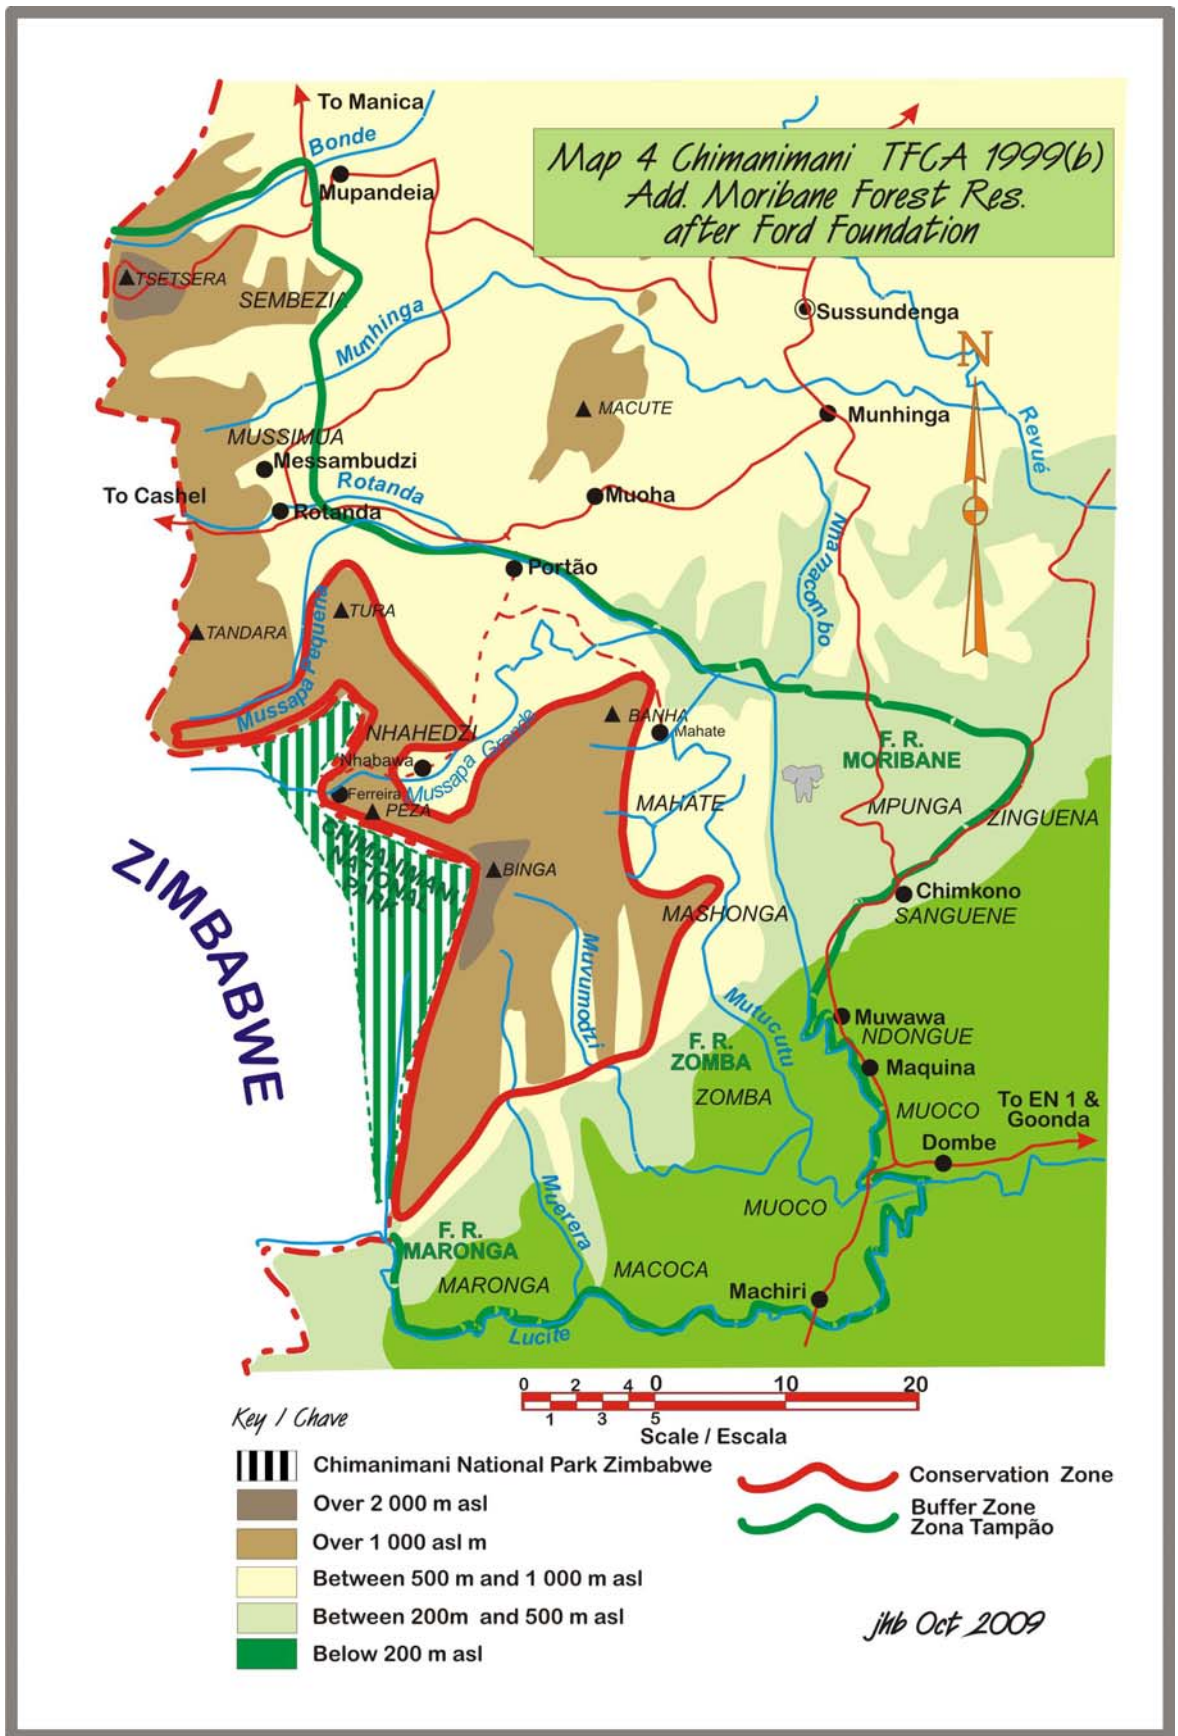 To Manica
Bonde
Mupandeia
Map 4 Chimanimani TFCA 1999(b)
Add. Moribane Forest Res.
after Ford Foundation
TSETSERA
SEMBEZIA
Munhinga
Sussundenga
N
MACUTE
Munhinga
Revué
MUSSIMUA
Messambudzi
To Cashel
Rotanda
Rotanda
Muoha
Nhamacombo
Portão
Mussapa Pequena
TURA
TANDARA
NHAHEDZI
Mussapa Grande
BANHA
Mahate
F. R.
MORIBANE
Nhabawa
Ferreira
PEZA
MAHATE
MPUNGA
ZINGUENA
CHIMANIMANI
NATIONAL
PARK
ZIMBABWE
BINGA
MASHONGA
Chimkono
SANGUENE
Muvumodzi
Mutucutu
Muwawa
NDONGUE
F. R.
ZOMBA
Maquina
ZOMBA
MUOCO
To EN 1 &
Goonda
Dombe
Muerera
MUOCO
F. R.
MARONGA
MARONGA
MACOCA
Machiri
Lucite
0 2 4 0 10 20
1 3 5
Scale / Escala
Key / Chave
Chimanimani National Park Zimbabwe
Over 2 000 m asl
Over 1 000 asl m
Between 500 m and 1 000 m asl
Between 200m and 500 m asl
Below 200 m asl
Conservation Zone
Buffer Zone
Zona Tampão
jhb Oct 2009